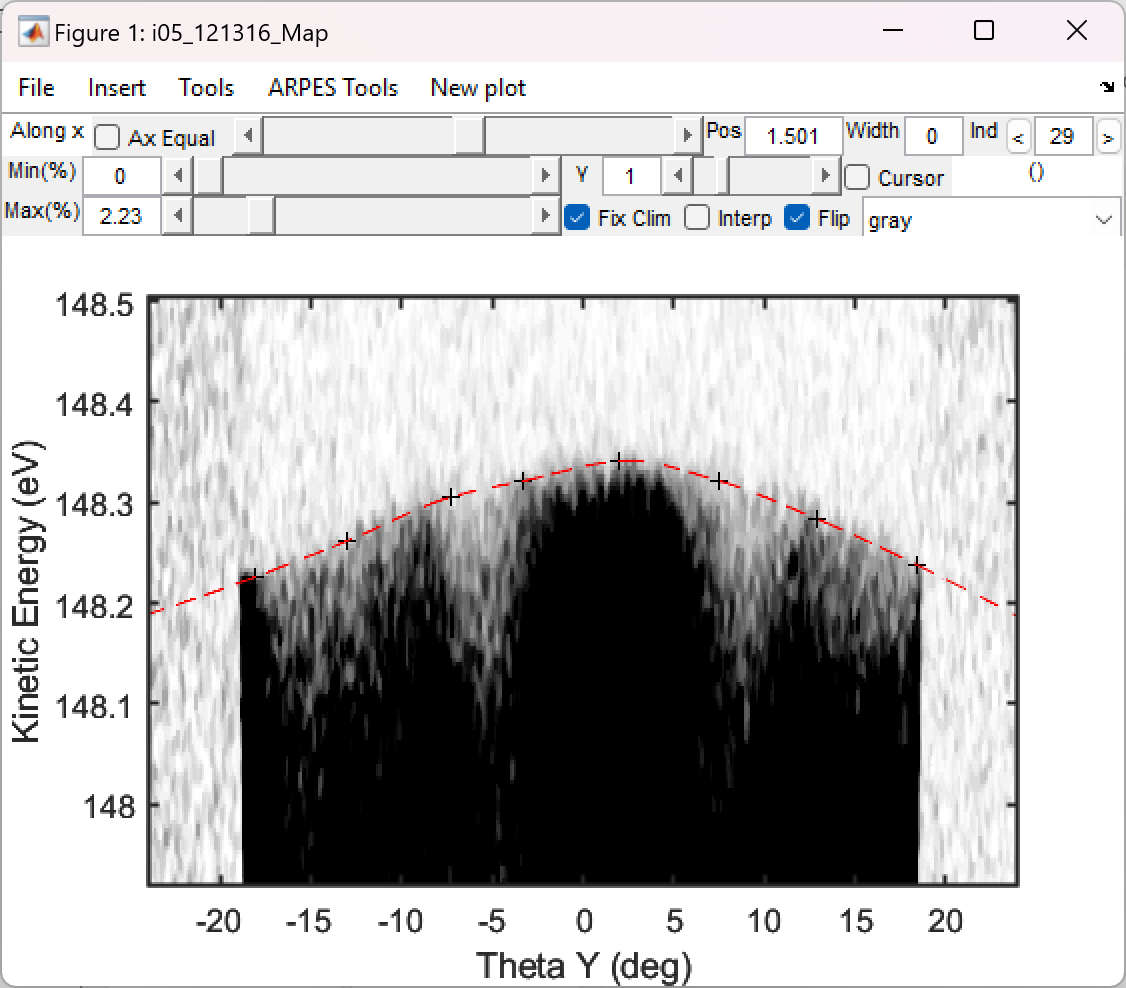 Figure 1: i05_121316_Map
File Insert Tools ARPES Tools New plot
Along x Ax Equal Pos 1.501 Width 0 Ind < 29 >
Min(%) 0 Y 1 Cursor ()
Max(%) 2.23 Fix Clim Interp Flip gray
148.5
148.4
148.3
148.2
148.1
148
Kinetic Energy (eV)
-20 -15 -10 -5 0 5 10 15 20
Theta Y (deg)